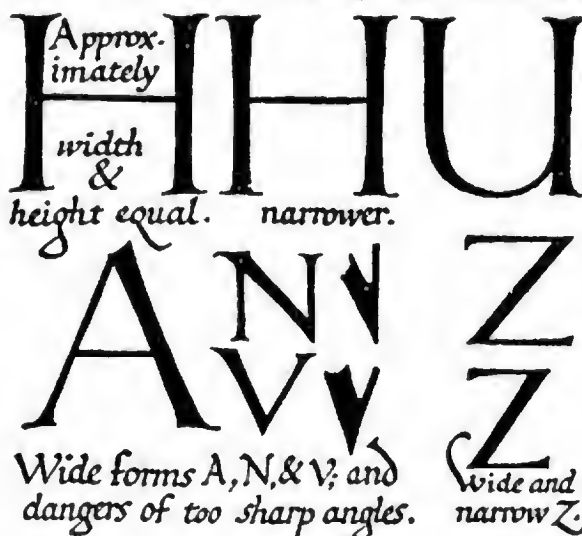 H H U
Approx-
imately
width
&
height equal.
narrower.
A N N Z
V V Z
Wide forms A, N, & V; and
dangers of too sharp angles.
Wide and
narrow Z.